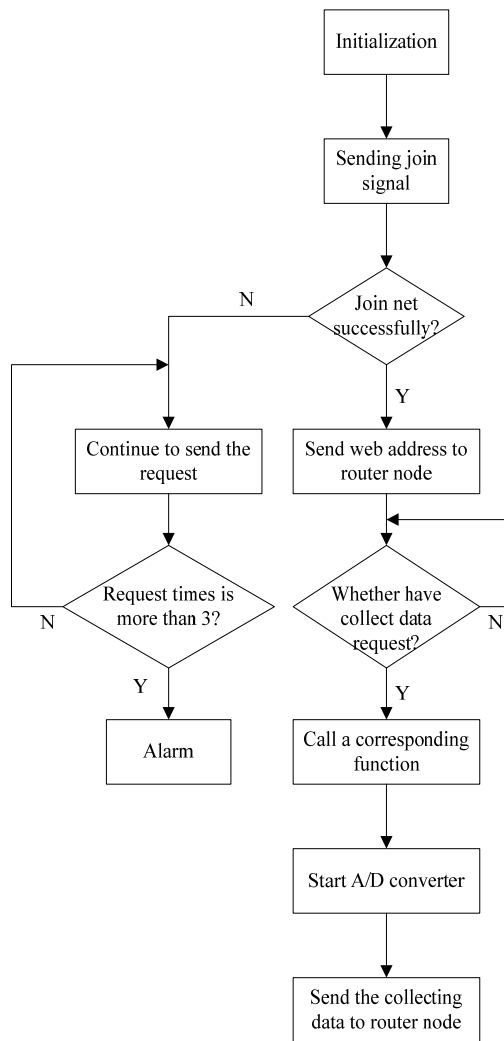 Initialization
Sending join
signal
N
Join net
successfully?
Y
Continue to send the
request
Send web address to
router node
Request times is
more than 3?
N
Y
Whether have
collect data
request?
N
Y
Alarm
Call a corresponding
function
Start A/D converter
Send the collecting
data to router node